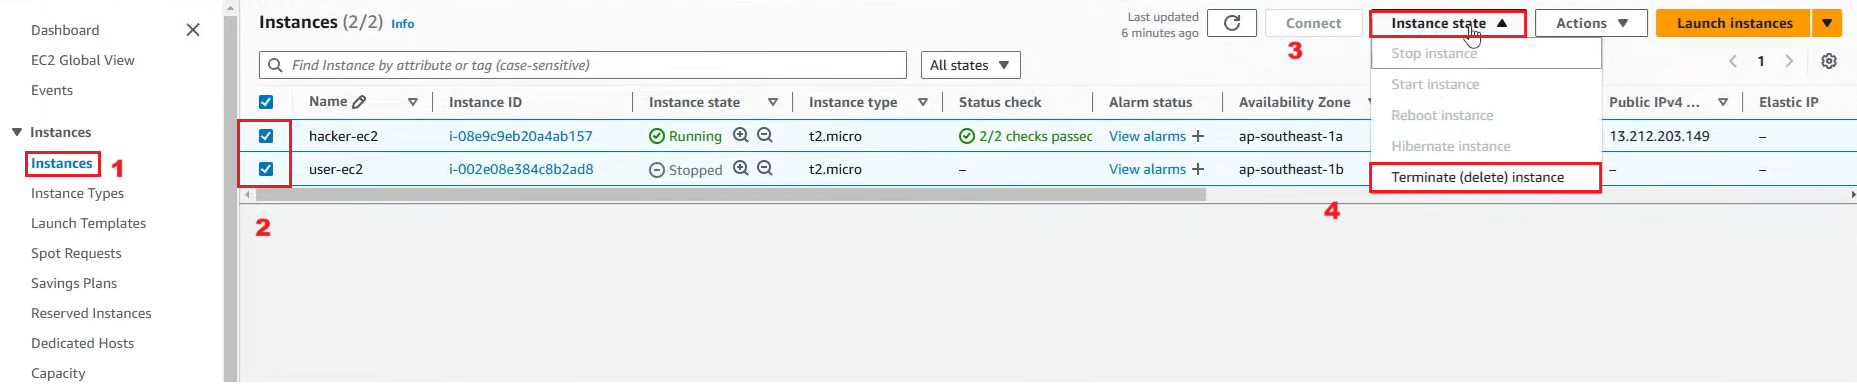 Dashboard
EC2 Global View
Events
Instances
Instances 1
Instance Types
Launch Templates
Spot Requests
Savings Plans
Reserved Instances
Dedicated Hosts
Capacity
Instances (2/2) Info
Last updated
6 minutes ago
Connect
Instance state
Actions
Launch instances
3
Find Instance by attribute or tag (case-sensitive)
All states
1
Stop instance
Start instance
Reboot instance
Hibernate instance
Terminate (delete) instance
4
Name Instance ID Instance state Instance type Status check Alarm status Availability Zone Public IPv4 ... Elastic IP
hacker-ec2 i-08e9c9eb20a4ab157 Running t2.micro 2/2 checks passed View alarms + ap-southeast-1a 13.212.203.149 –
user-ec2 i-002e08e384c8b2ad8 Stopped t2.micro – View alarms + ap-southeast-1b – –
2